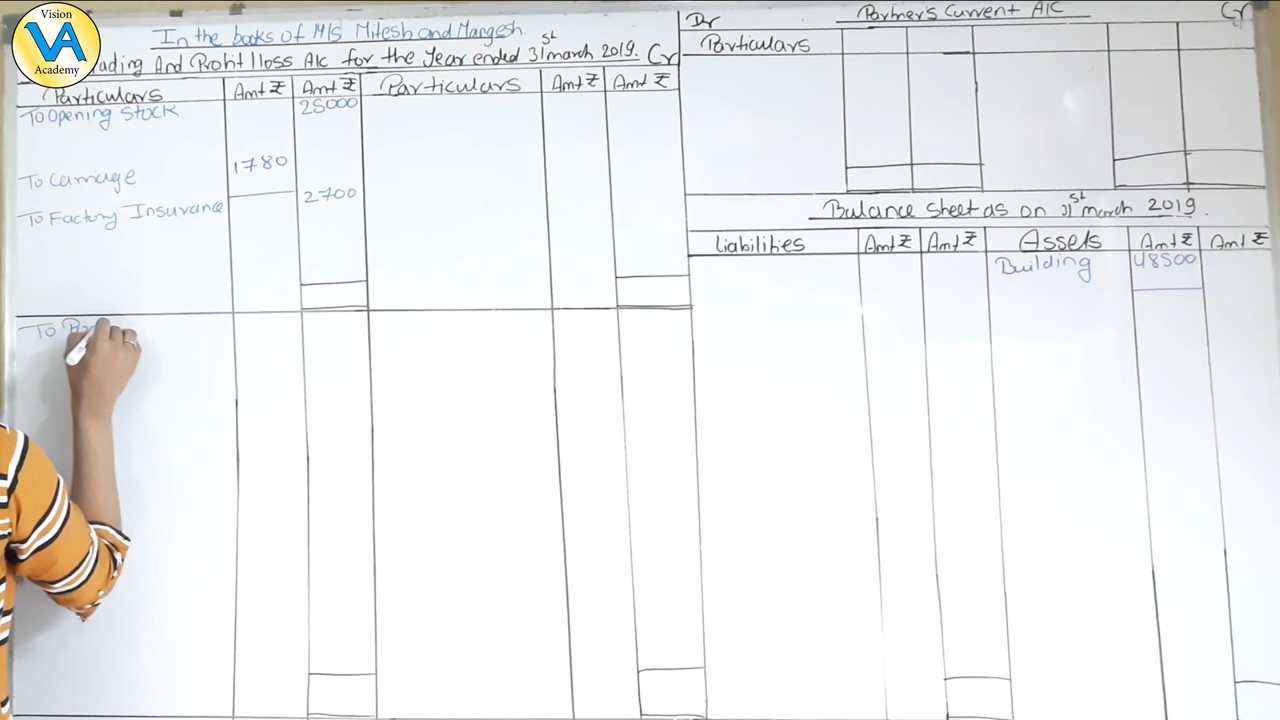 Vision
VA
Academy
In the books of M/s Mitesh and Mangesh.
rading And Profit lloss A/c for the Year ended 31st march 2019. Cr
Particulars Amt ₹ Amt ₹ Particulars Amt ₹ Amt ₹
To Opening Stock 25000
To Carriage 1780
To Factory Insurance 2700
To
Dr Partner's Current A/C Cr
Particulars
Balance Sheet as on 31st march 2019.
Liabilities Amt ₹ Amt ₹ Assets Amt ₹ Amt ₹
Building 48500